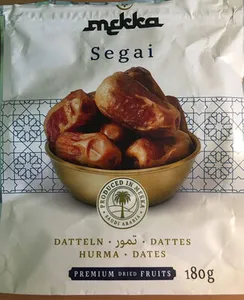 mekka
Segai
PRODUCED IN MEKKA
SAUDI ARABIA
DATTELN · تمور · DATTES
HURMA · DATES
PREMIUM DRIED FRUITS
180g